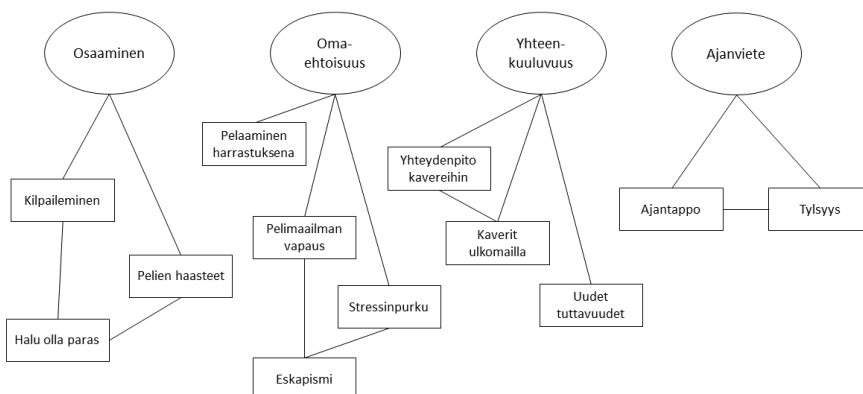 Osaaminen
Oma-
ehtoisuus
Yhteen-
kuuluvuus
Ajanviete
Pelaaminen
harrastuksena
Yhteydenpito
kavereihin
Kilpaileminen
Ajantappo
Tylsyys
Pelimaailman
vapaus
Kaverit
ulkomailla
Pelien haasteet
Stressinpurku
Uudet
tuttavuudet
Halu olla paras
Eskapismi